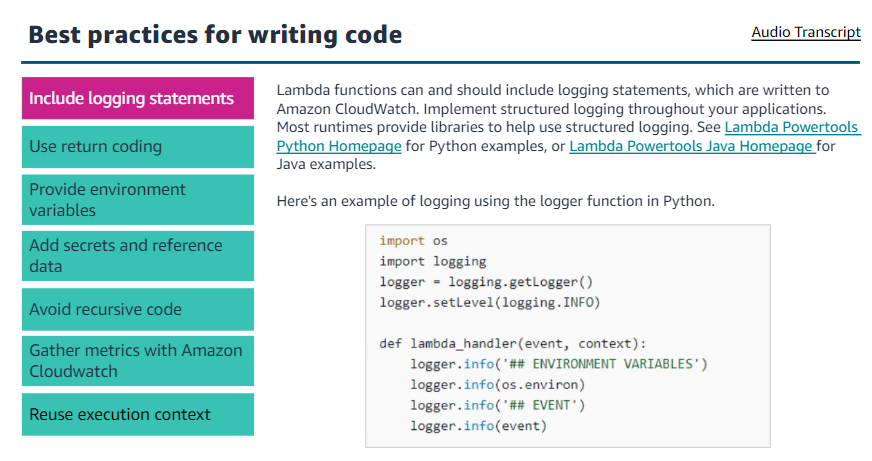 Best practices for writing code
Audio Transcript
Include logging statements
Use return coding
Provide environment
variables
Add secrets and reference
data
Avoid recursive code
Gather metrics with Amazon
Cloudwatch
Reuse execution context
Lambda functions can and should include logging statements, which are written to
Amazon CloudWatch. Implement structured logging throughout your applications.
Most runtimes provide libraries to help use structured logging. See Lambda Powertools
Python Homepage for Python examples, or Lambda Powertools Java Homepage for
Java examples.
Here's an example of logging using the logger function in Python.
import os
import logging
logger = logging.getLogger()
logger.setLevel(logging.INFO)
def lambda_handler(event, context):
    logger.info('## ENVIRONMENT VARIABLES')
    logger.info(os.environ)
    logger.info('## EVENT')
    logger.info(event)